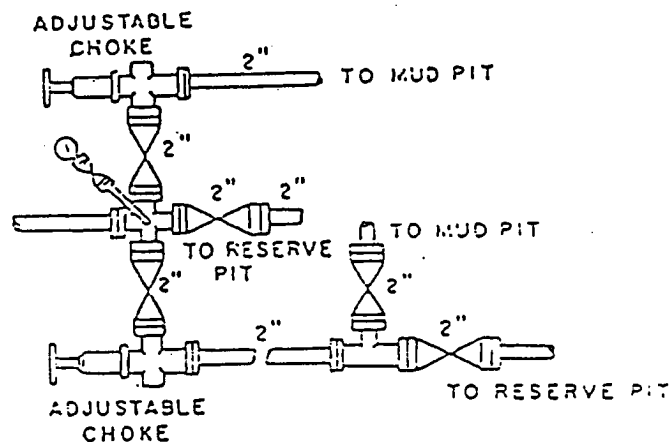 ADJUSTABLE
CHOKE
2"
TO MUD PIT
2"
2"
2"
TO RESERVE
PIT
TO MUD PIT
2"
2"
2"
2"
TO RESERVE PIT
ADJUSTABLE
CHOKE